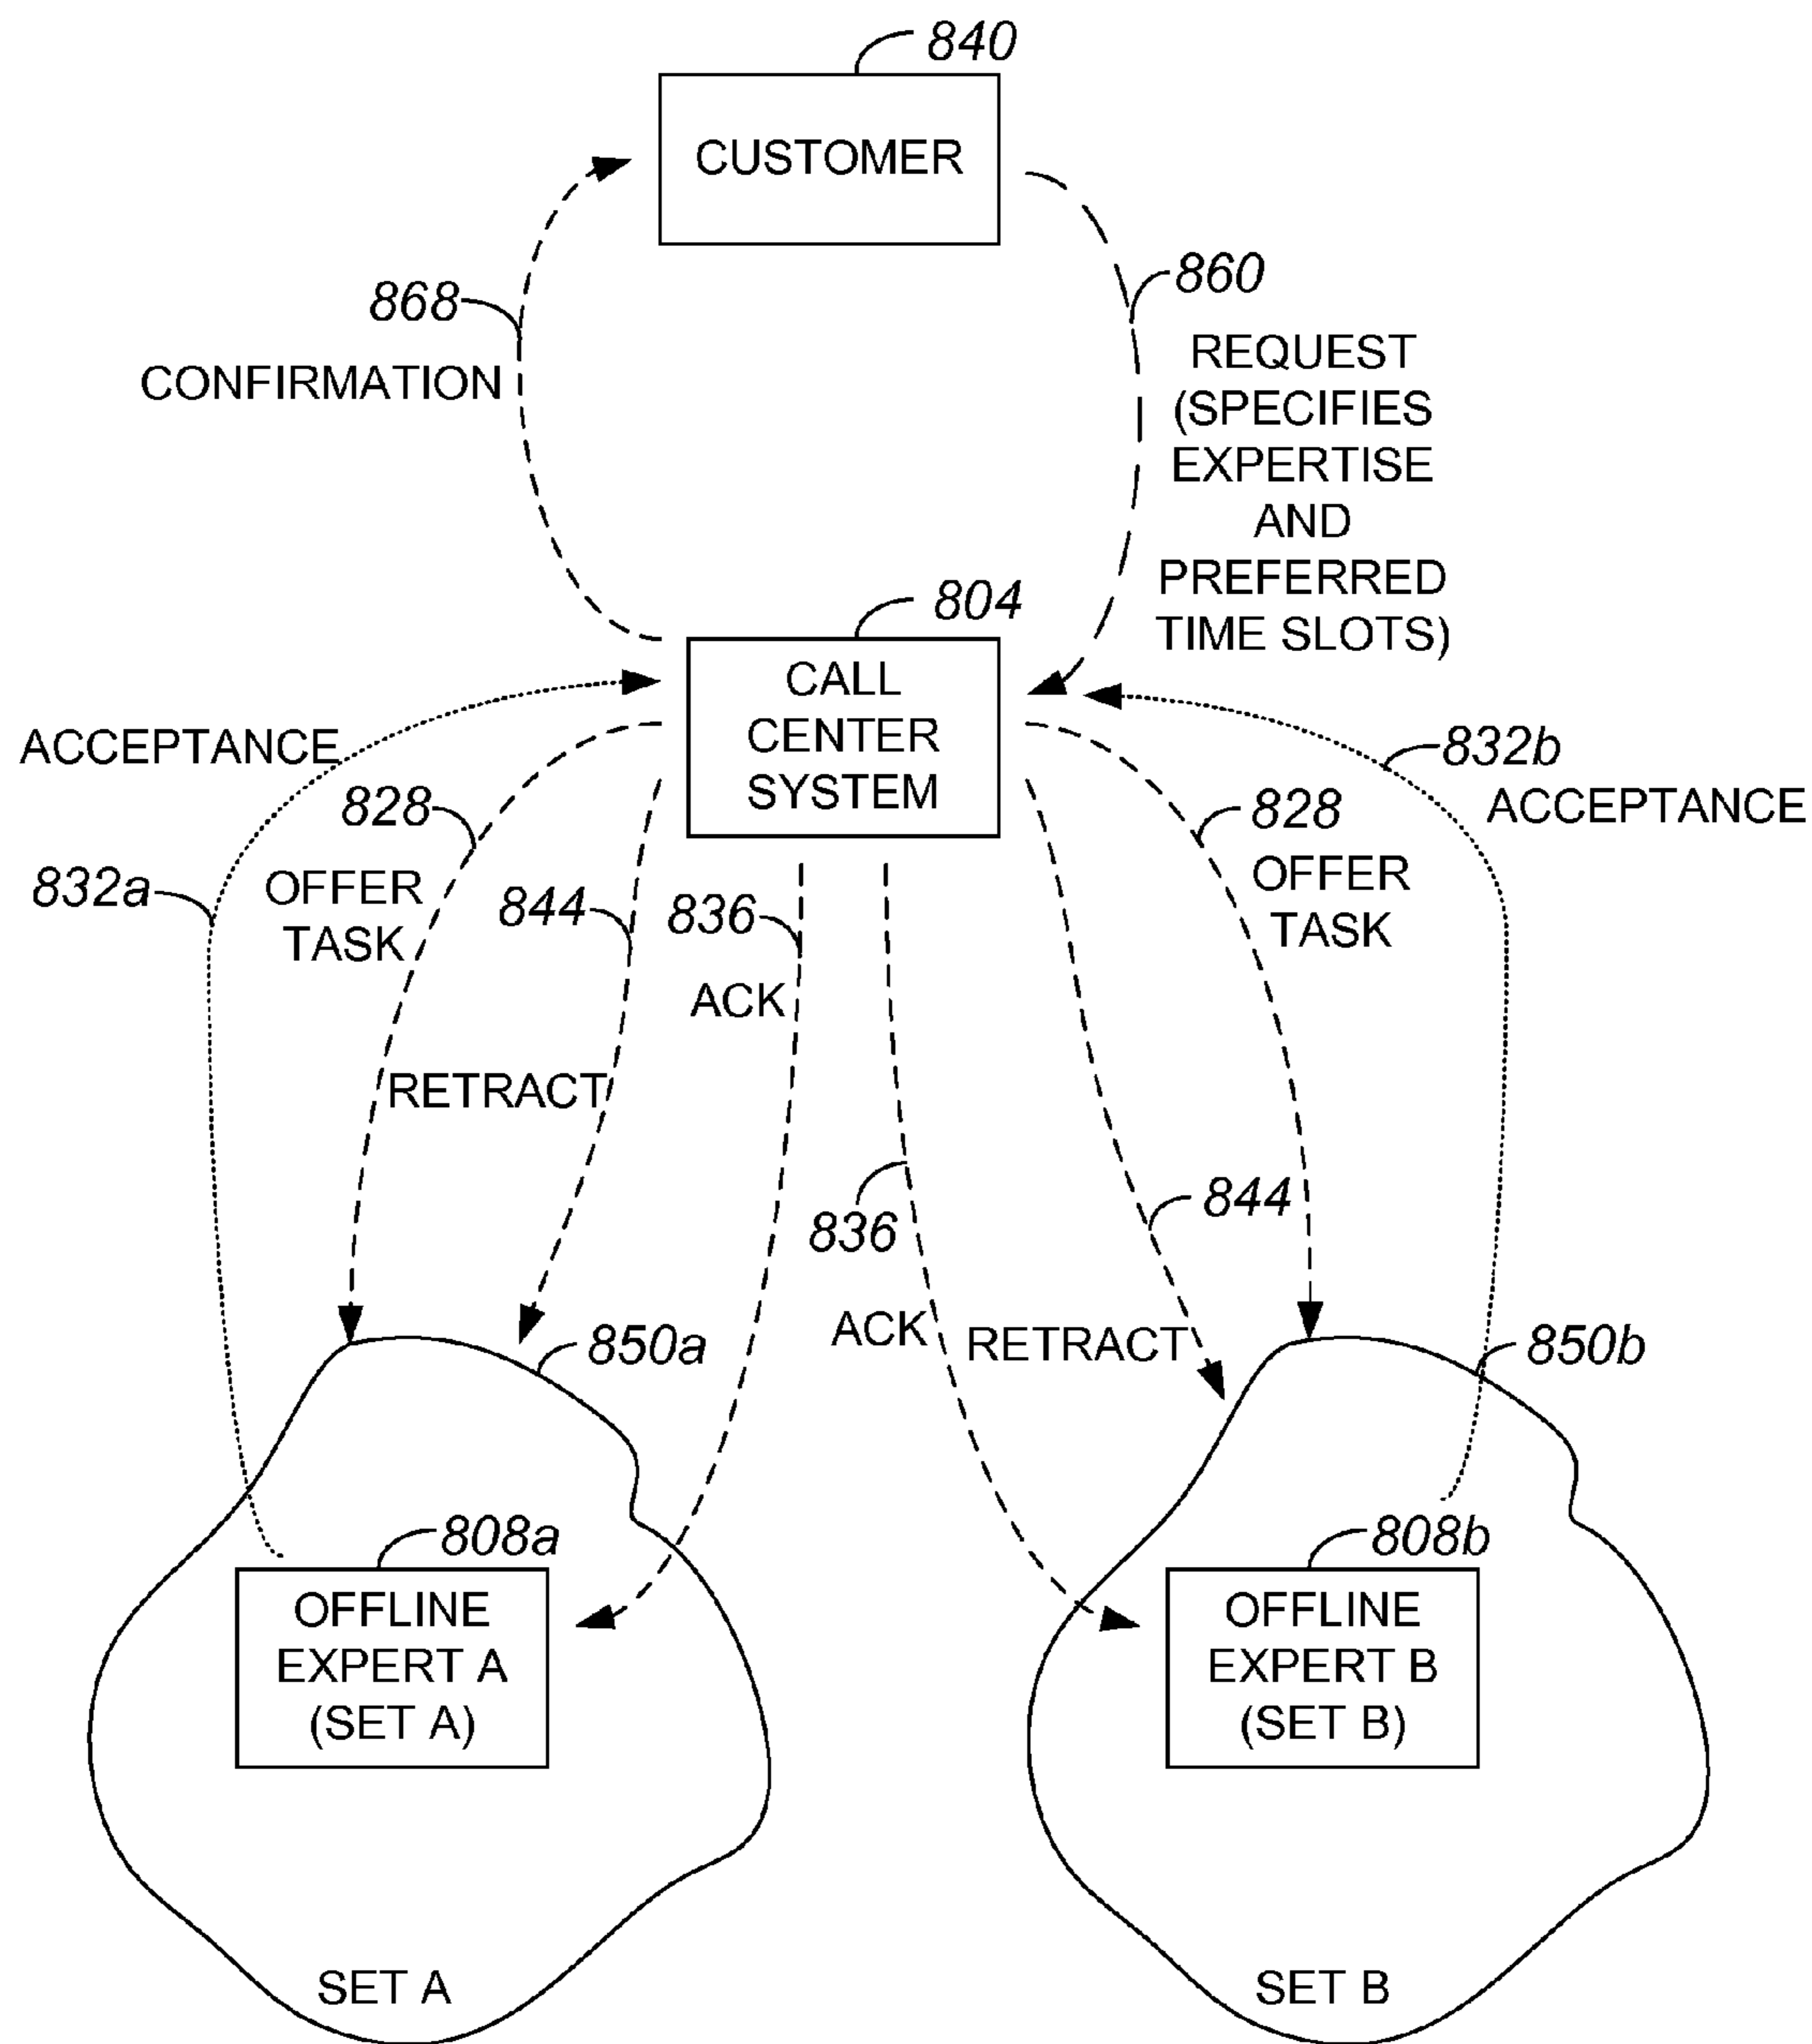 840
CUSTOMER
868
CONFIRMATION
860
REQUEST
(SPECIFIES
EXPERTISE
AND
PREFERRED
TIME SLOTS)
804
CALL
CENTER
SYSTEM
ACCEPTANCE
832a
828
OFFER
TASK
844
RETRACT
836
ACK
836
ACK
828
OFFER
TASK
832b
ACCEPTANCE
844
RETRACT
850a
808a
OFFLINE
EXPERT A
(SET A)
SET A
850b
808b
OFFLINE
EXPERT B
(SET B)
SET B